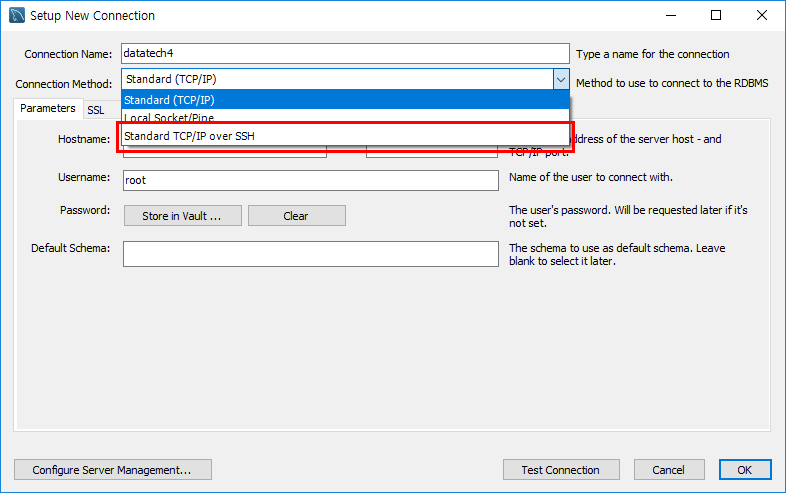 Setup New Connection
Connection Name: datatech4 Type a name for the connection
Connection Method: Standard (TCP/IP) Method to use to connect to the RDBMS
Standard (TCP/IP)
Local Socket/Pipe
Standard TCP/IP over SSH
Parameters SSL
Hostname: address of the server host - and
TCP/IP port.
Username: root Name of the user to connect with.
Password: Store in Vault ... Clear The user's password. Will be requested later if it's
not set.
Default Schema: The schema to use as default schema. Leave
blank to select it later.
Configure Server Management... Test Connection Cancel OK